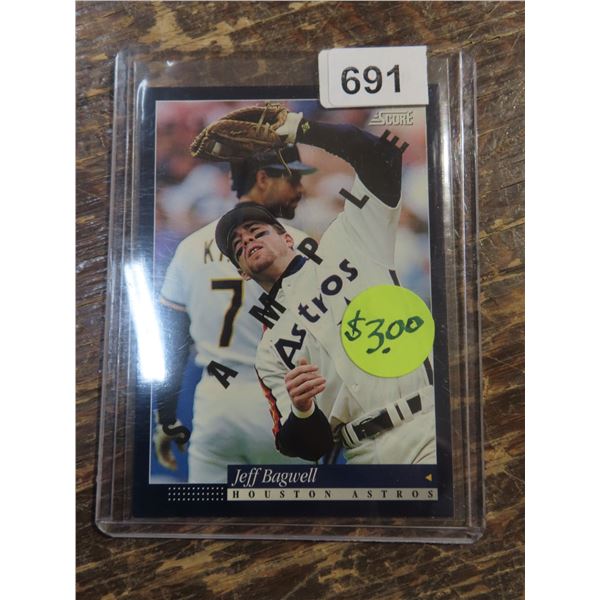 691
SCORE
SAMPLE
K
7
Astros
$3.00
Jeff Bagwell
HOUSTON ASTROS